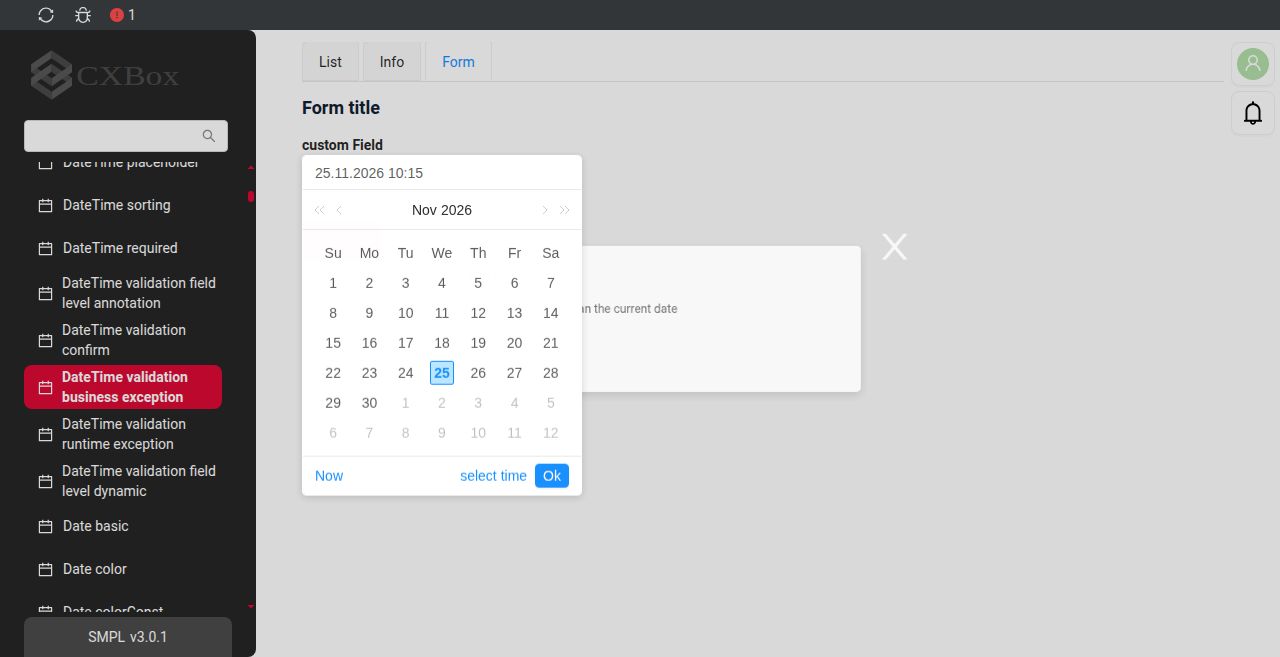 1
CXBox
DateTime placeholder
DateTime sorting
DateTime required
DateTime validation field
level annotation
DateTime validation
confirm
DateTime validation
business exception
DateTime validation
runtime exception
DateTime validation field
level dynamic
Date basic
Date color
Date colorConst
SMPL v3.0.1
List Info Form
Form title
custom Field
25.11.2026 10:15
Nov 2026
Su Mo Tu We Th Fr Sa
1 2 3 4 5 6 7
8 9 10 11 12 13 14
15 16 17 18 19 20 21
22 23 24 25 26 27 28
29 30 1 2 3 4 5
6 7 8 9 10 11 12
Now select time Ok
the current date